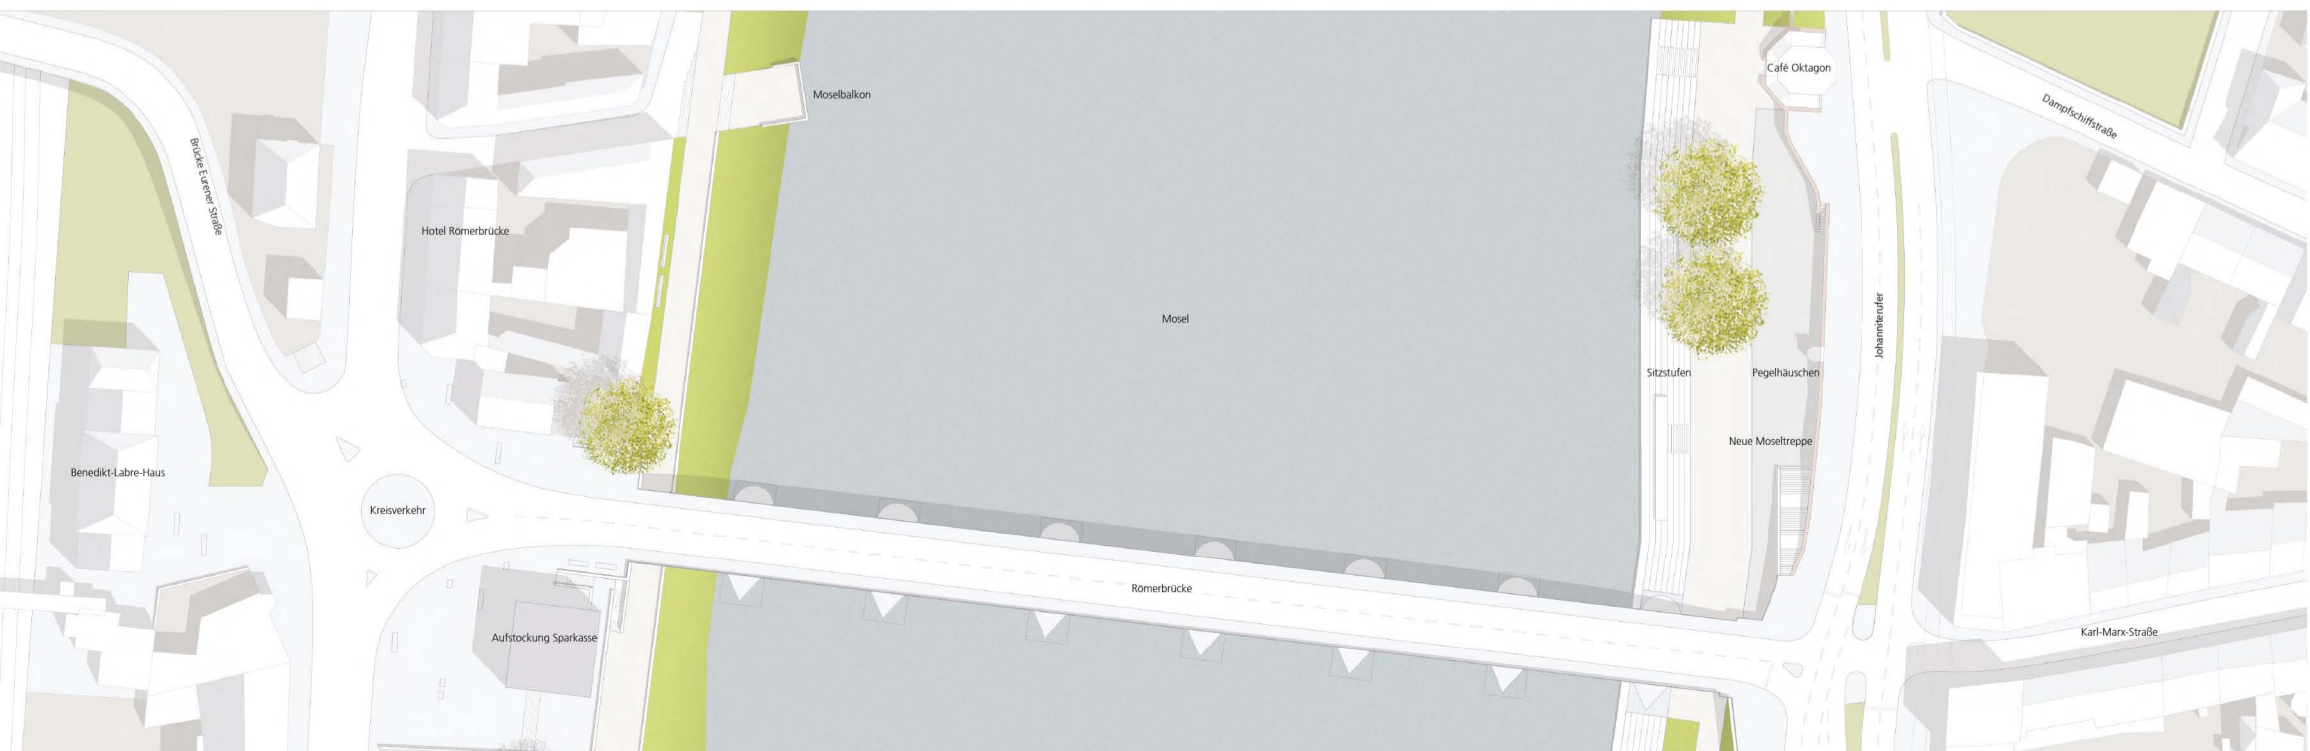 Café Oktagon
Moselbalkon
Dampfschiffstraße
Brücke Eurener Straße
Hotel Römerbrücke
Mosel
Johanniterufer
Sitzstufen
Pegelhäuschen
Neue Moseltreppe
Benedikt-Labre-Haus
Kreisverkehr
Römerbrücke
Karl-Marx-Straße
Aufstockung Sparkasse